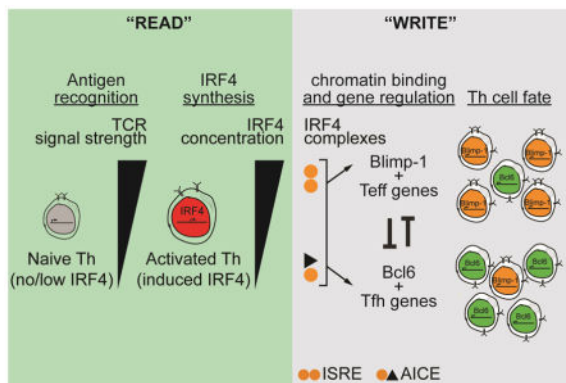 “READ”
“WRITE”
Antigen
recognition
IRF4
synthesis
chromatin binding
and gene regulation
Th cell fate
TCR
signal strength
IRF4
concentration
IRF4
complexes
Naive Th
(no/low IRF4)
IRF4
Activated Th
(induced IRF4)
Blimp-1
+
Teff genes
Bcl6
+
Tfh genes
Blimp-1
Blimp-1
Bcl6
Blimp-1
Blimp-1
Bcl6
Bcl6
Blimp-1
Bcl6
Bcl6
ISRE
AICE